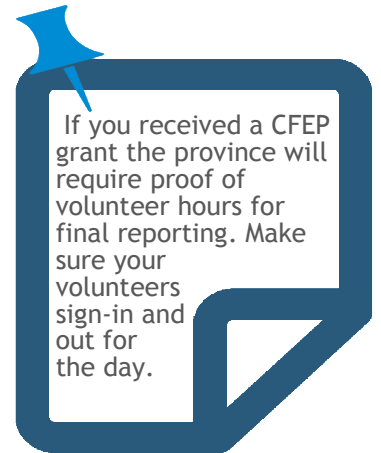 If you received a CFEP
grant the province will
require proof of
volunteer hours for
final reporting. Make
sure your
volunteers
sign-in and
out for
the day.